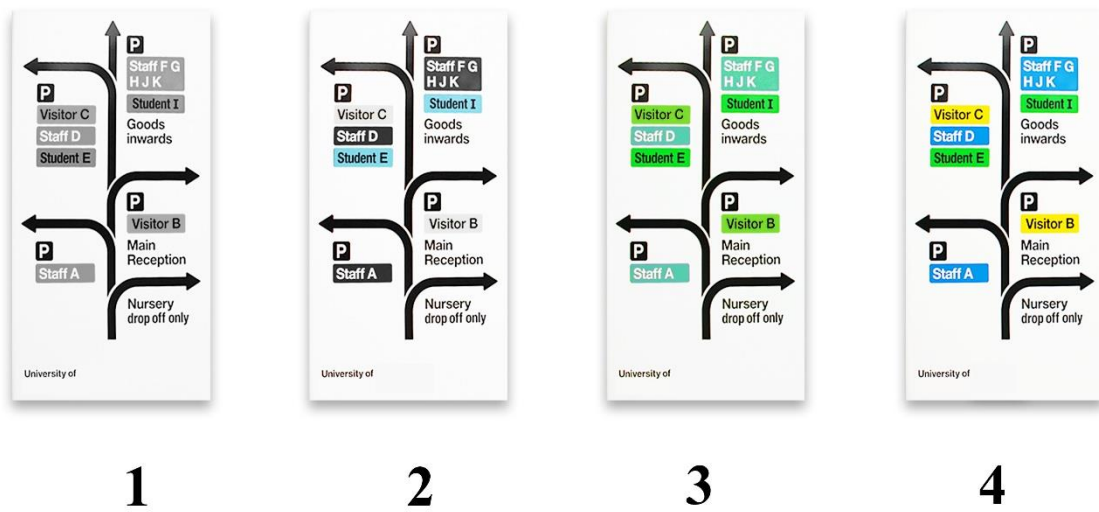 P
Staff F G
H J K
Student I
Goods
inwards
P
Visitor C
Staff D
Student E
P
Visitor B
Main
Reception
P
Staff A
Nursery
drop off only
University of
P
Staff F G
H J K
Student I
Goods
inwards
P
Visitor C
Staff D
Student E
P
Visitor B
Main
Reception
P
Staff A
Nursery
drop off only
University of
P
Staff F G
H J K
Student I
Goods
inwards
P
Visitor C
Staff D
Student E
P
Visitor B
Main
Reception
P
Staff A
Nursery
drop off only
University of
P
Staff F G
H J K
Student I
Goods
inwards
P
Visitor C
Staff D
Student E
P
Visitor B
Main
Reception
P
Staff A
Nursery
drop off only
University of
1
2
3
4